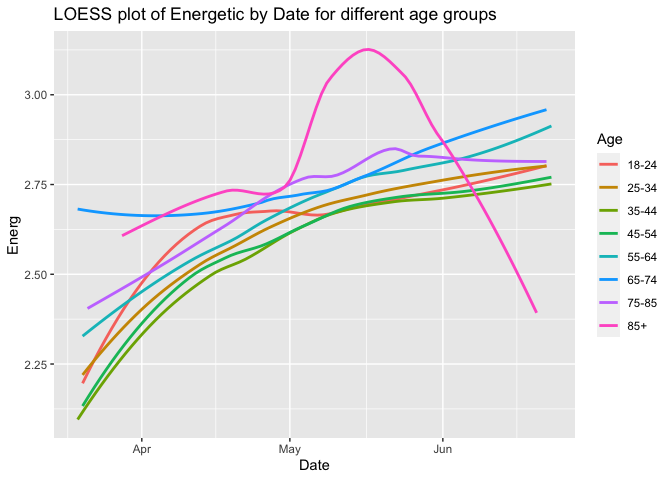 LOESS plot of Energetic by Date for different age groups
Energ
3.00
2.75
2.50
2.25
Apr
May
Jun
Date
Age
18-24
25-34
35-44
45-54
55-64
65-74
75-85
85+